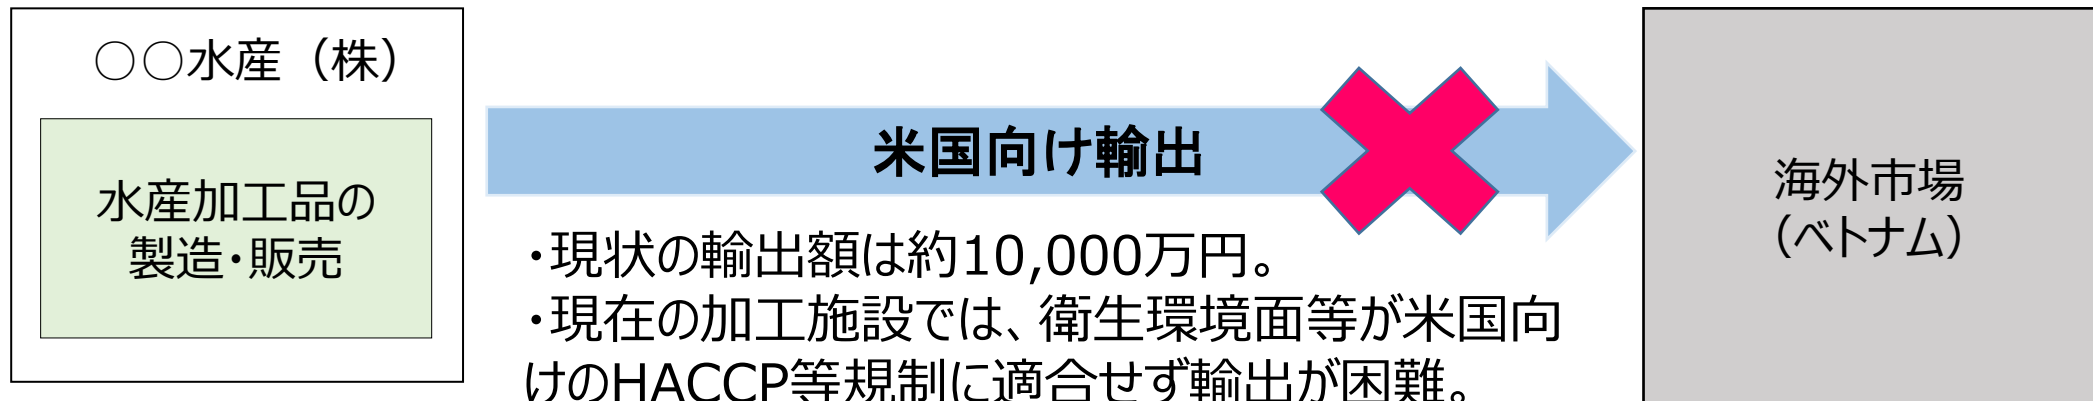 ○○水産（株）
水産加工品の
製造・販売
米国向け輸出
・現状の輸出額は約10,000万円。
・現在の加工施設では、衛生環境面等が米国向
けのHACCP等規制に適合せず輸出が困難。
海外市場
（ベトナム）